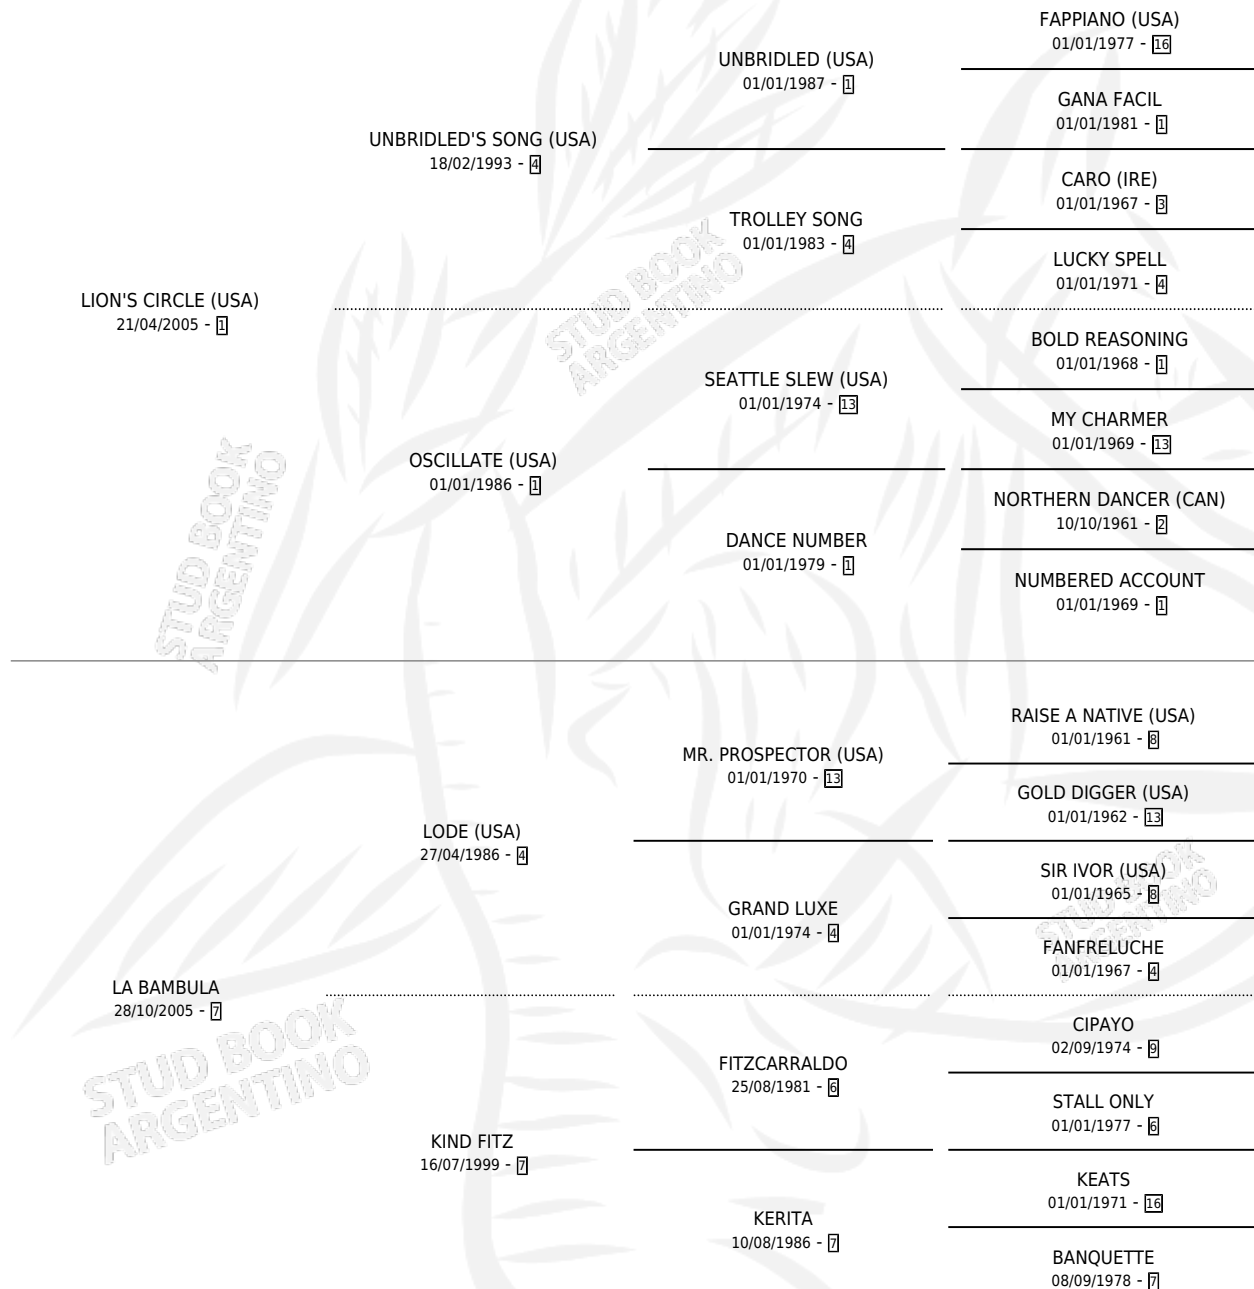 FAPPIANO (USA)
01/01/1977 - 16
UNBRIDLED (USA)
01/01/1987 - 1
GANA FACIL
01/01/1981 - 1
UNBRIDLED'S SONG (USA)
18/02/1993 - 4
CARO (IRE)
01/01/1967 - 3
TROLLEY SONG
01/01/1983 - 4
LUCKY SPELL
01/01/1971 - 4
LION'S CIRCLE (USA)
21/04/2005 - 1
STUD BOOK
ARGENTINO
BOLD REASONING
01/01/1968 - 1
SEATTLE SLEW (USA)
01/01/1974 - 13
MY CHARMER
01/01/1969 - 13
OSCILLATE (USA)
01/01/1986 - 1
NORTHERN DANCER (CAN)
10/10/1961 - 2
DANCE NUMBER
01/01/1979 - 1
NUMBERED ACCOUNT
01/01/1969 - 1
STUD BOOK
ARGENTINO
RAISE A NATIVE (USA)
01/01/1961 - 8
MR. PROSPECTOR (USA)
01/01/1970 - 13
GOLD DIGGER (USA)
01/01/1962 - 13
LODE (USA)
27/04/1986 - 4
SIR IVOR (USA)
01/01/1965 - 8
GRAND LUXE
01/01/1974 - 4
FANFRELUCHE
01/01/1967 - 4
STUD BOOK
ARGENTINO
LA BAMBULA
28/10/2005 - 7
CIPAYO
02/09/1974 - 9
FITZCARRALDO
25/08/1981 - 6
STALL ONLY
01/01/1977 - 6
STUD BOOK
ARGENTINO
KIND FITZ
16/07/1999 - 7
KEATS
01/01/1971 - 16
KERITA
10/08/1986 - 7
BANQUETTE
08/09/1978 - 7